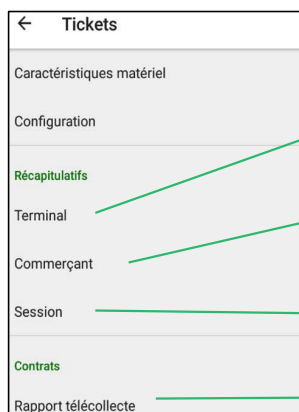 Tickets
Caractéristiques matériel
Configuration
Récapitulatifs
Terminal
Commerçant
Session
Contrats
Rapport télécollecte